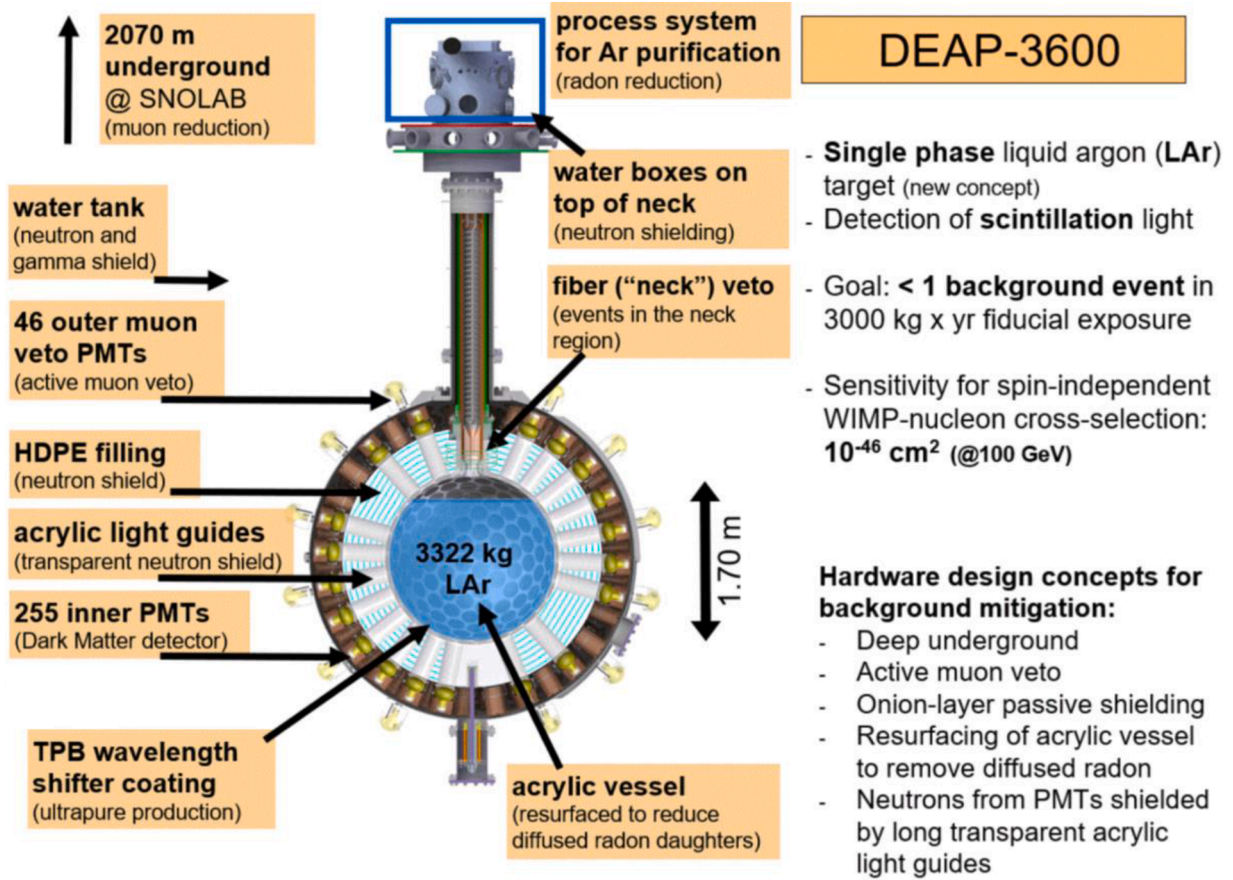 2070 m
underground
@ SNOLAB
(muon reduction)
process system
for Ar purification
(radon reduction)
DEAP-3600
water boxes on
top of neck
(neutron shielding)
water tank
(neutron and
gamma shield)
fiber ("neck") veto
(events in the neck
region)
46 outer muon
veto PMTs
(active muon veto)
HDPE filling
(neutron shield)
acrylic light guides
(transparent neutron shield)
255 inner PMTs
(Dark Matter detector)
3322 kg
LAr
1.70 m
TPB wavelength
shifter coating
(ultrapure production)
acrylic vessel
(resurfaced to reduce
diffused radon daughters)
- Single phase liquid argon (LAr)
target (new concept)
- Detection of scintillation light
- Goal: < 1 background event in
3000 kg x yr fiducial exposure
- Sensitivity for spin-independent
WIMP-nucleon cross-selection:
10⁻⁴⁶ cm² (@100 GeV)
Hardware design concepts for
background mitigation:
- Deep underground
- Active muon veto
- Onion-layer passive shielding
- Resurfacing of acrylic vessel
to remove diffused radon
- Neutrons from PMTs shielded
by long transparent acrylic
light guides